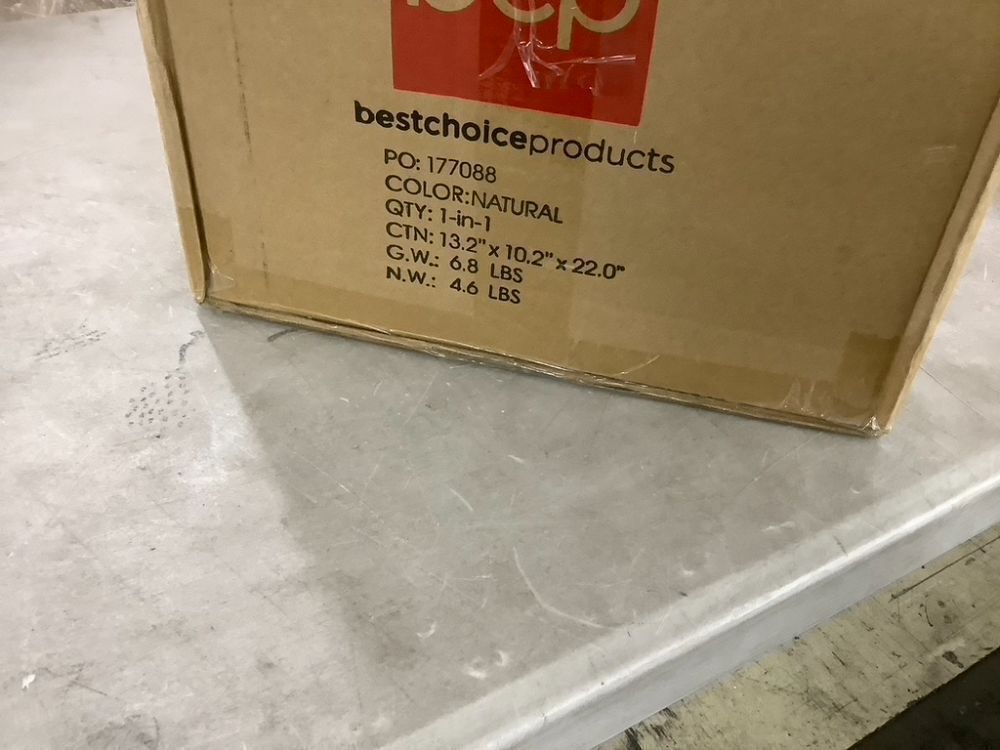 bcp
bestchoiceproducts
PO: 177088
COLOR:NATURAL
QTY: 1-in-1
CTN: 13.2" x 10.2" x 22.0"
G.W.: 6.8 LBS
N.W.: 4.6 LBS